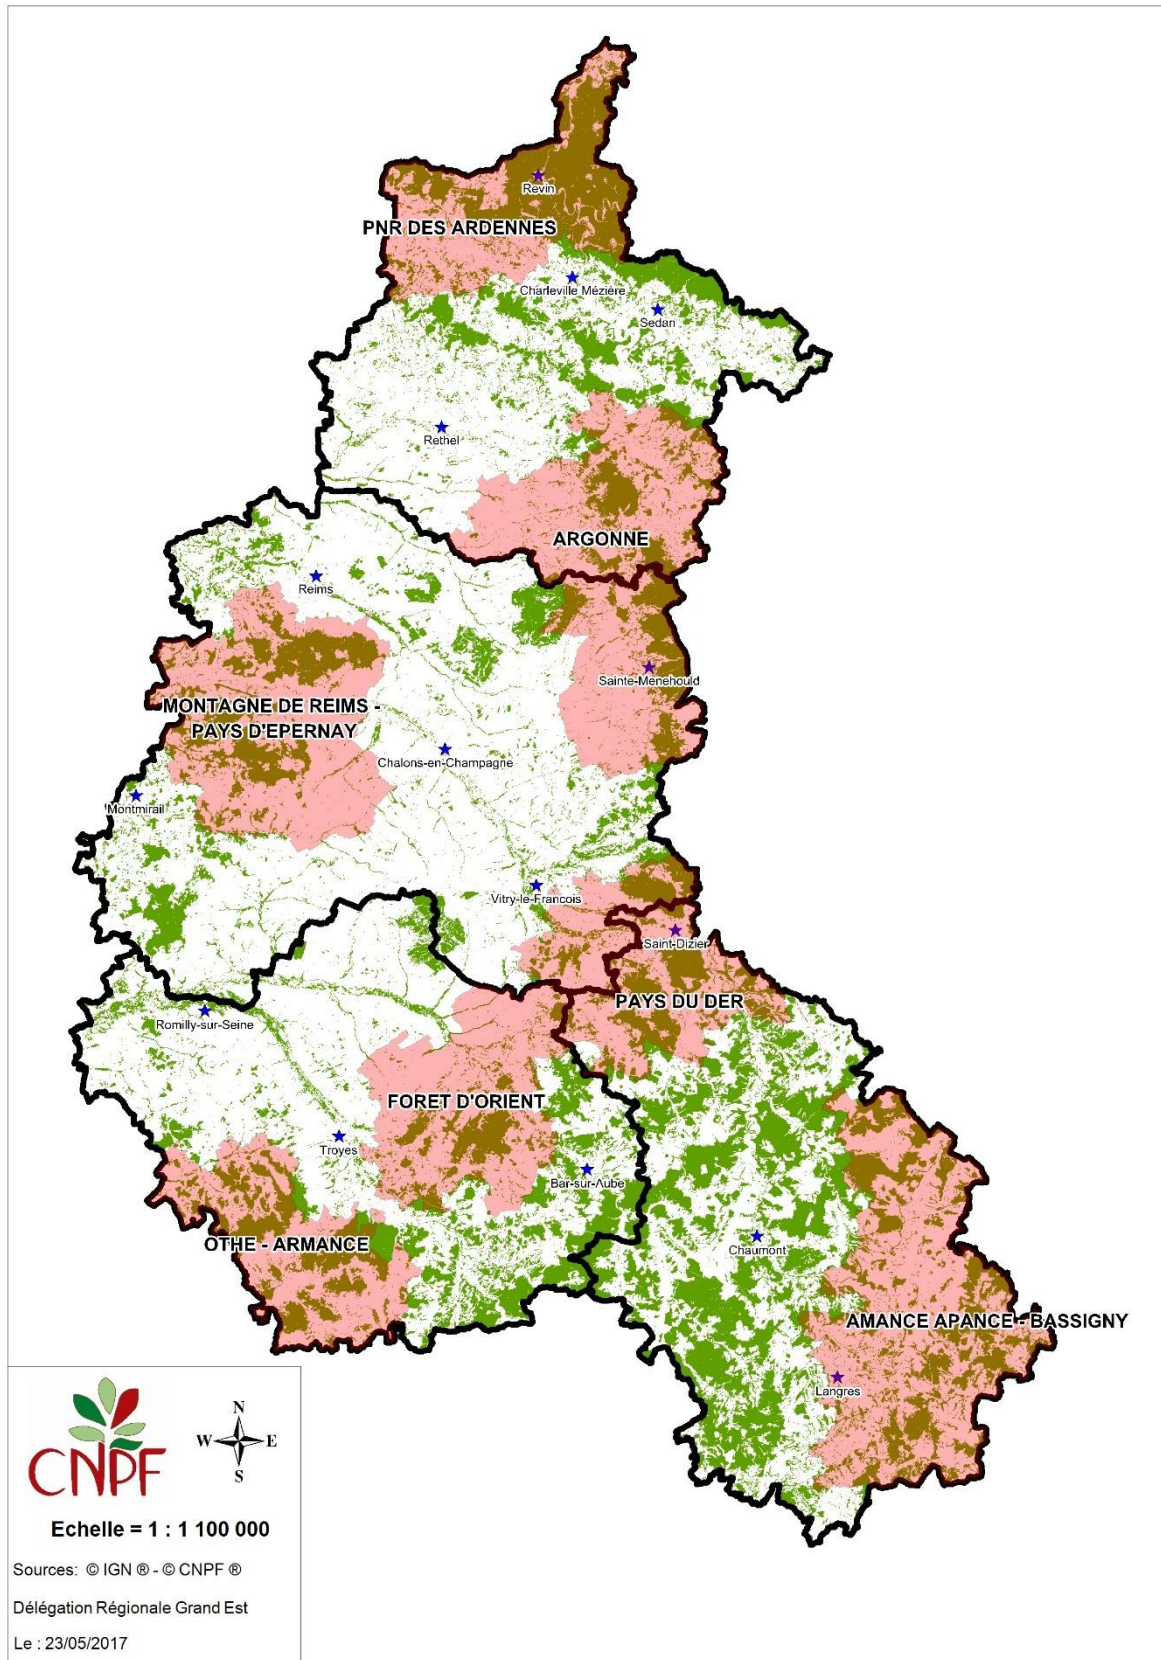 Revin
PNR DES ARDENNES
Charleville Mézière
Sedan
Rethel
ARGONNE
Reims
Sainte-Menehould
MONTAGNE DE REIMS -
PAYS D'EPERNAY
Chalons-en-Champagne
Montmirail
Vitry-le-Francois
Saint-Dizier
PAYS DU DER
Romilly-sur-Seine
FORET D'ORIENT
Troyes
Bar-sur-Aube
OTHE - ARMANCE
Chaumont
AMANCE APANCE - BASSIGNY
Langres
CNPF
N
W E
S
Echelle = 1 : 1 100 000
Sources: © IGN ® - © CNPF ®
Délégation Régionale Grand Est
Le : 23/05/2017